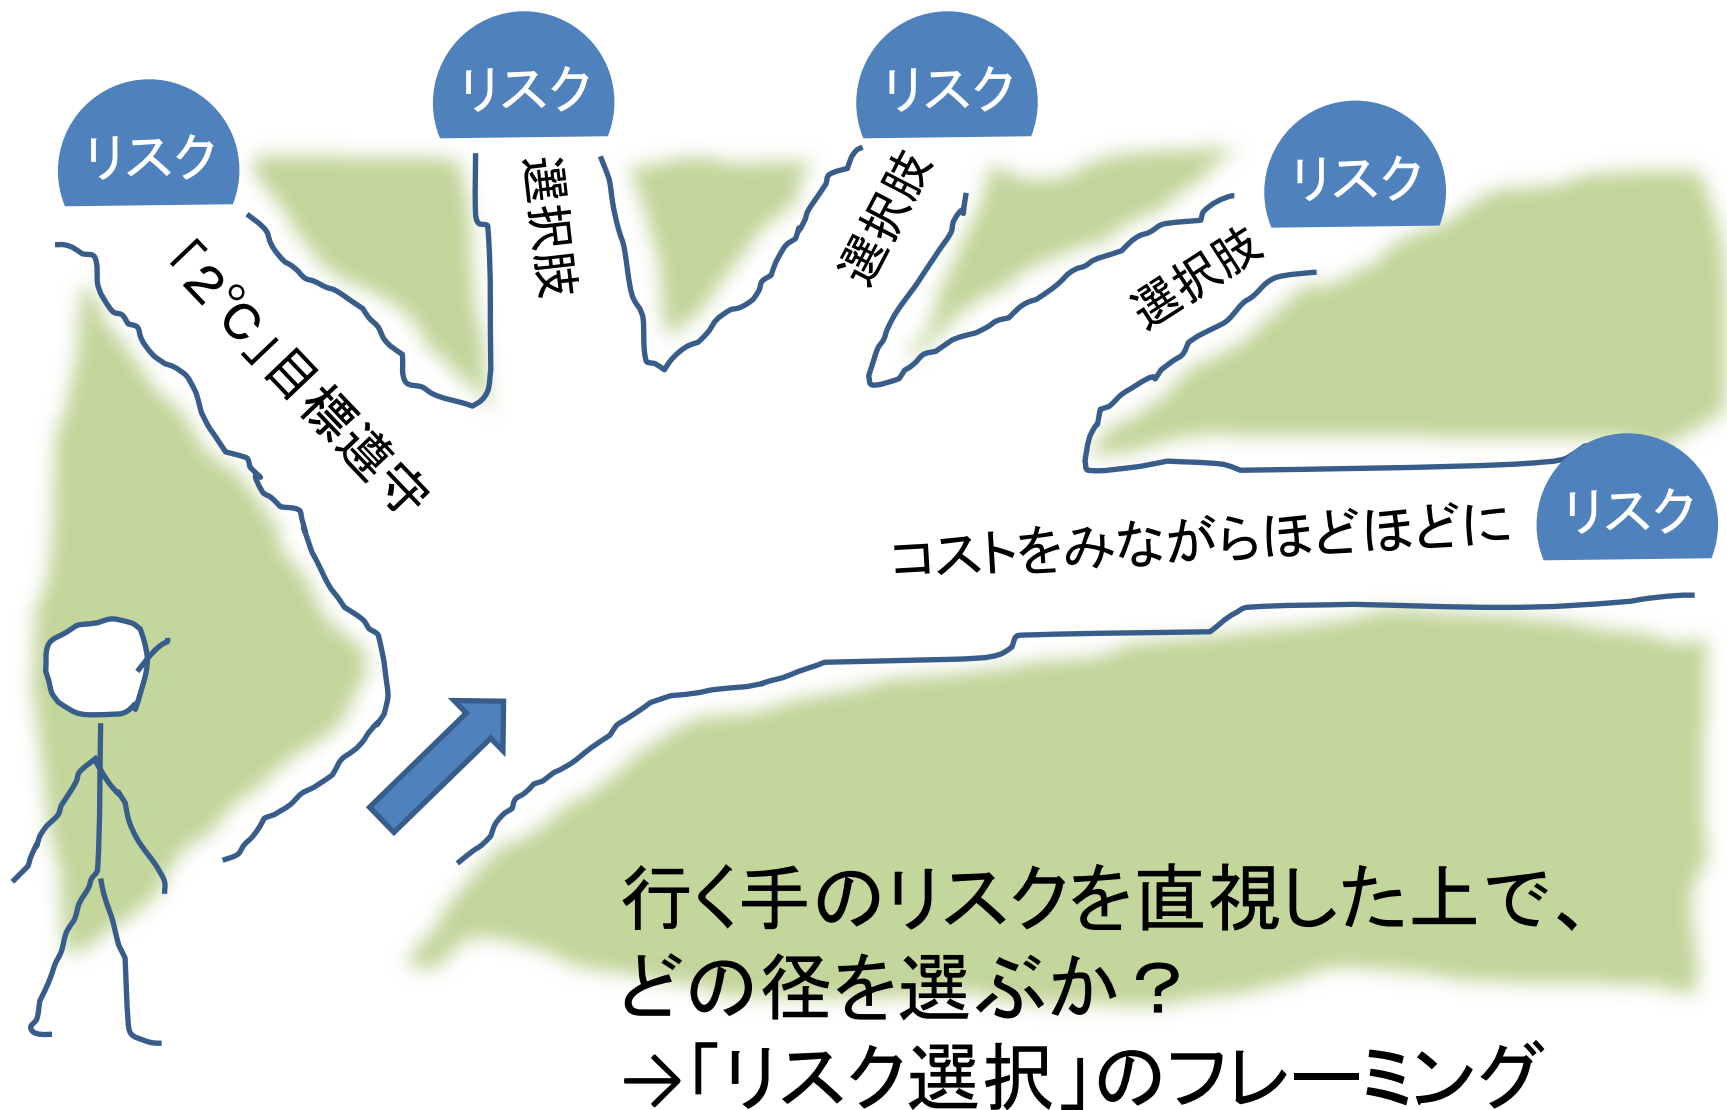 リスク
リスク
リスク
リスク
リスク
「2℃」目標遵守
選択肢
選択肢
選択肢
コストをみながらほどほどに
行く手のリスクを直視した上で、
どの径を選ぶか?
→「リスク選択」のフレーミング